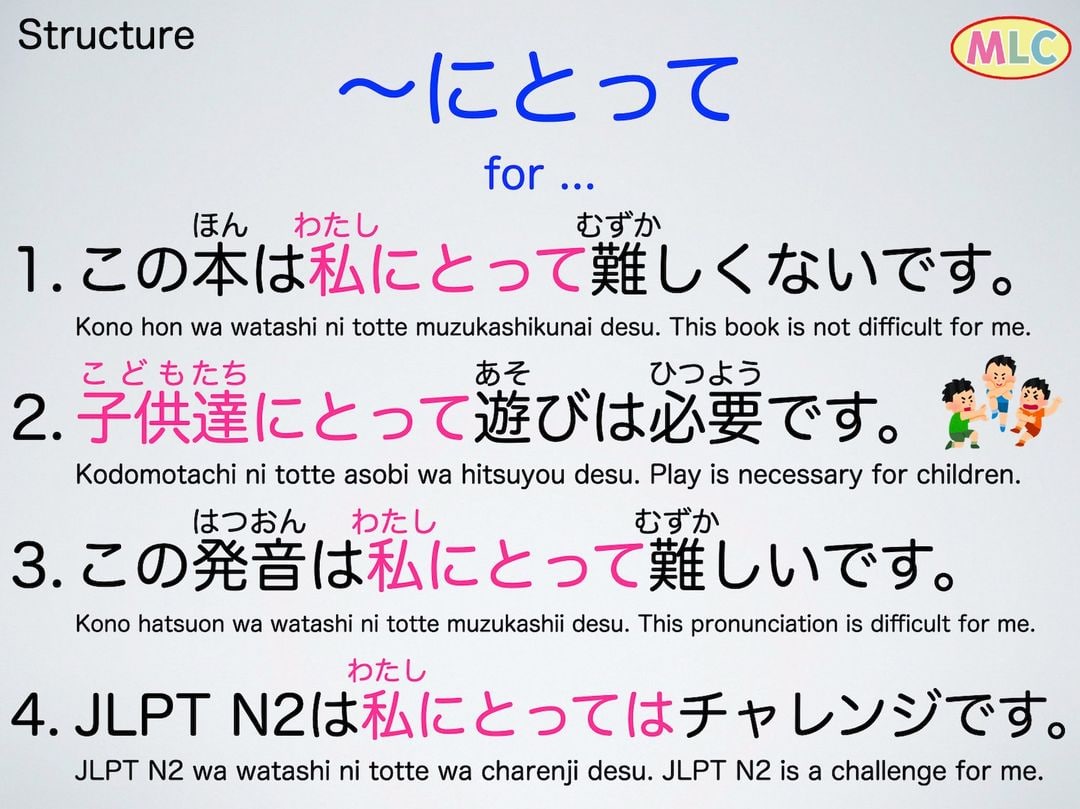 Structure
MLC
～にとって
for ...
ほん わたし むずか
1. この本は私にとって難しくないです。
Kono hon wa watashi ni totte muzukashikunai desu. This book is not difficult for me.
こどもたち あそ ひつよう
2. 子供達にとって遊びは必要です。
Kodomotachi ni totte asobi wa hitsuyou desu. Play is necessary for children.
はつおん わたし むずか
3. この発音は私にとって難しいです。
Kono hatsuon wa watashi ni totte muzukashii desu. This pronunciation is difficult for me.
わたし
4. JLPT N2は私にとってはチャレンジです。
JLPT N2 wa watashi ni totte wa charenji desu. JLPT N2 is a challenge for me.